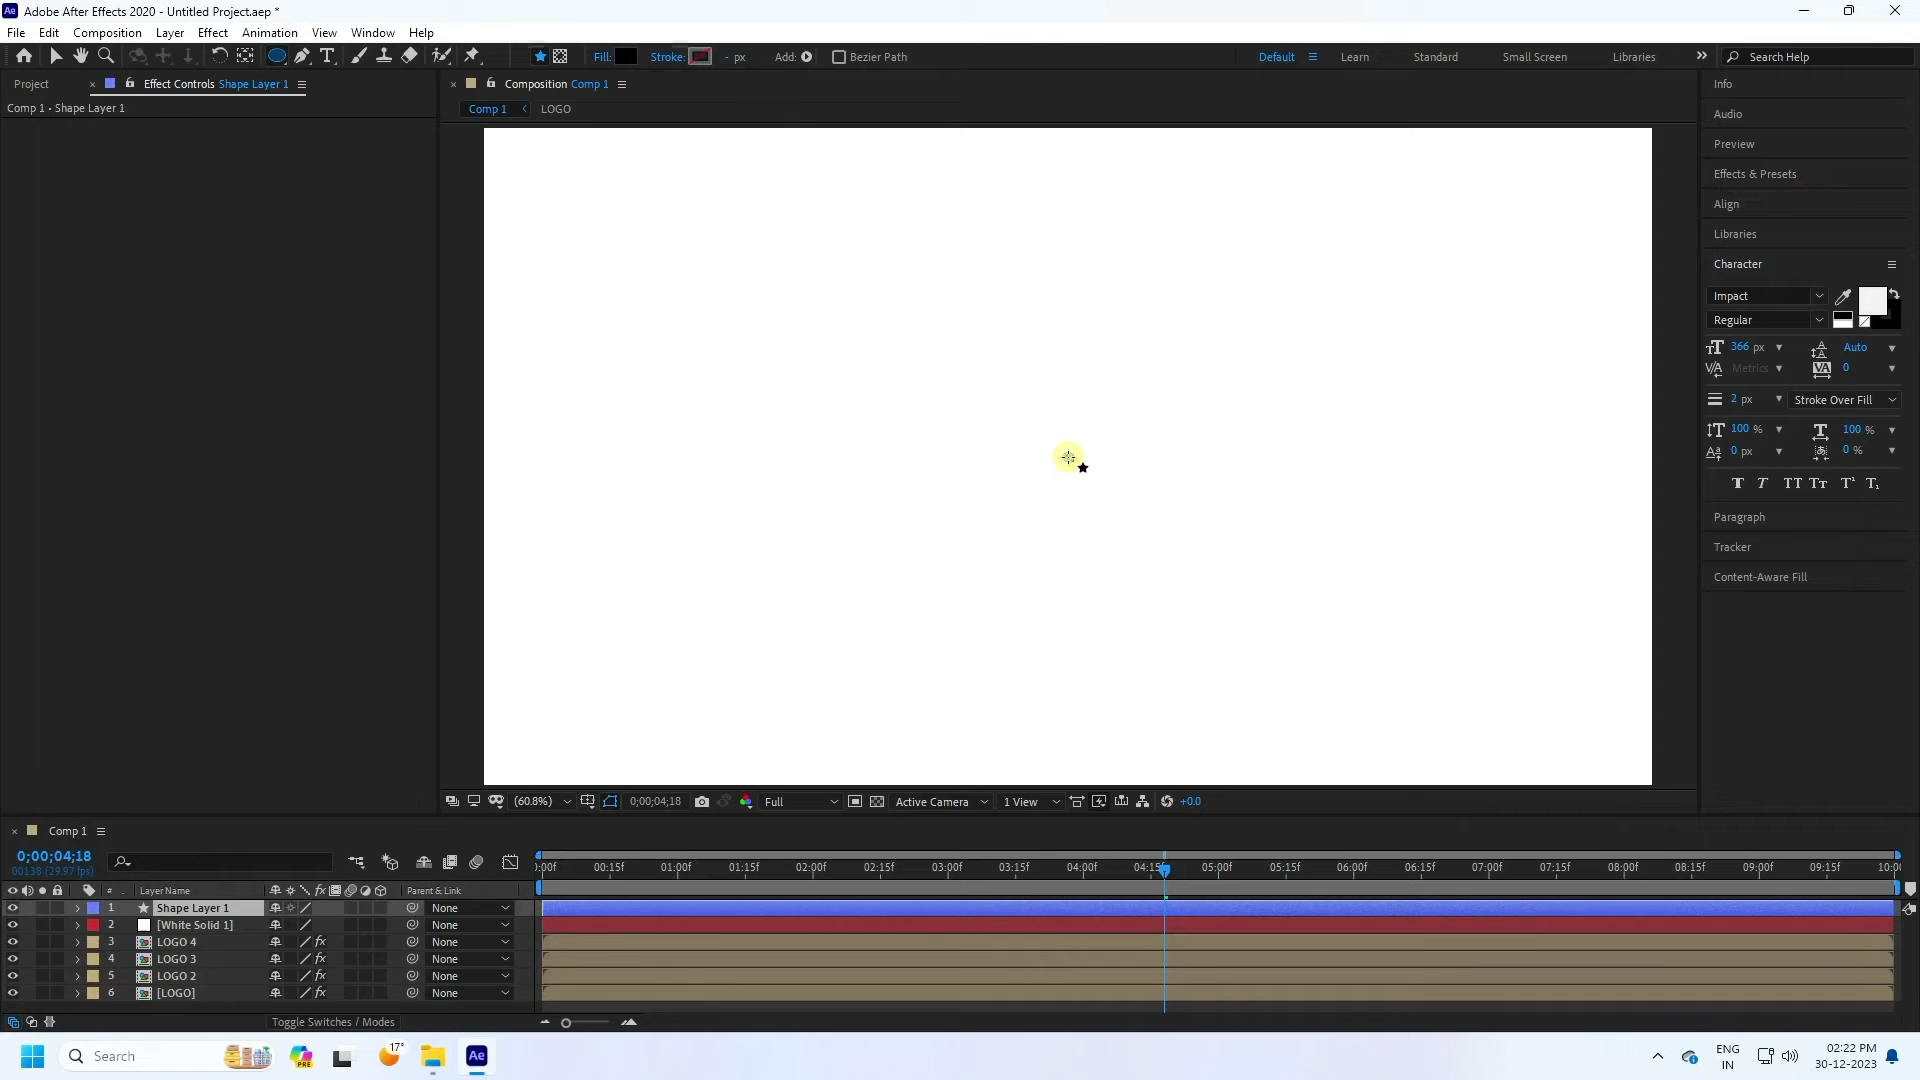 Adobe After Effects 2020 - Untitled Project.aep *
File Edit Composition Layer Effect Animation View Window Help
Fill: Stroke: - px Add: Bezier Path Default Learn Standard Small Screen Libraries Search Help
Project Effect Controls Shape Layer 1
Comp 1 • Shape Layer 1
Composition Comp 1
Comp 1 LOGO
Info
Audio
Preview
Effects & Presets
Align
Libraries
Character
Impact
Regular
366 px Auto
Metrics 0
2 px Stroke Over Fill
100 % 100 %
0 px 0 %
Paragraph
Tracker
Content-Aware Fill
(60.8%) 0;00;04;18 Full Active Camera 1 View +0.0
Comp 1
0;00;04;18
00138 (29.97 fps)
:00f 00:15f 01:00f 01:15f 02:00f 02:15f 03:00f 03:15f 04:00f 04:15f 05:00f 05:15f 06:00f 06:15f 07:00f 07:15f 08:00f 08:15f 09:00f 09:15f 10:00
# Layer Name Parent & Link
1 Shape Layer 1 None
2 [White Solid 1] None
3 LOGO 4 fx None
4 LOGO 3 fx None
5 LOGO 2 fx None
6 [LOGO] fx None
Toggle Switches / Modes
Search PRE 17° Ae ENG IN 02:22 PM 30-12-2023